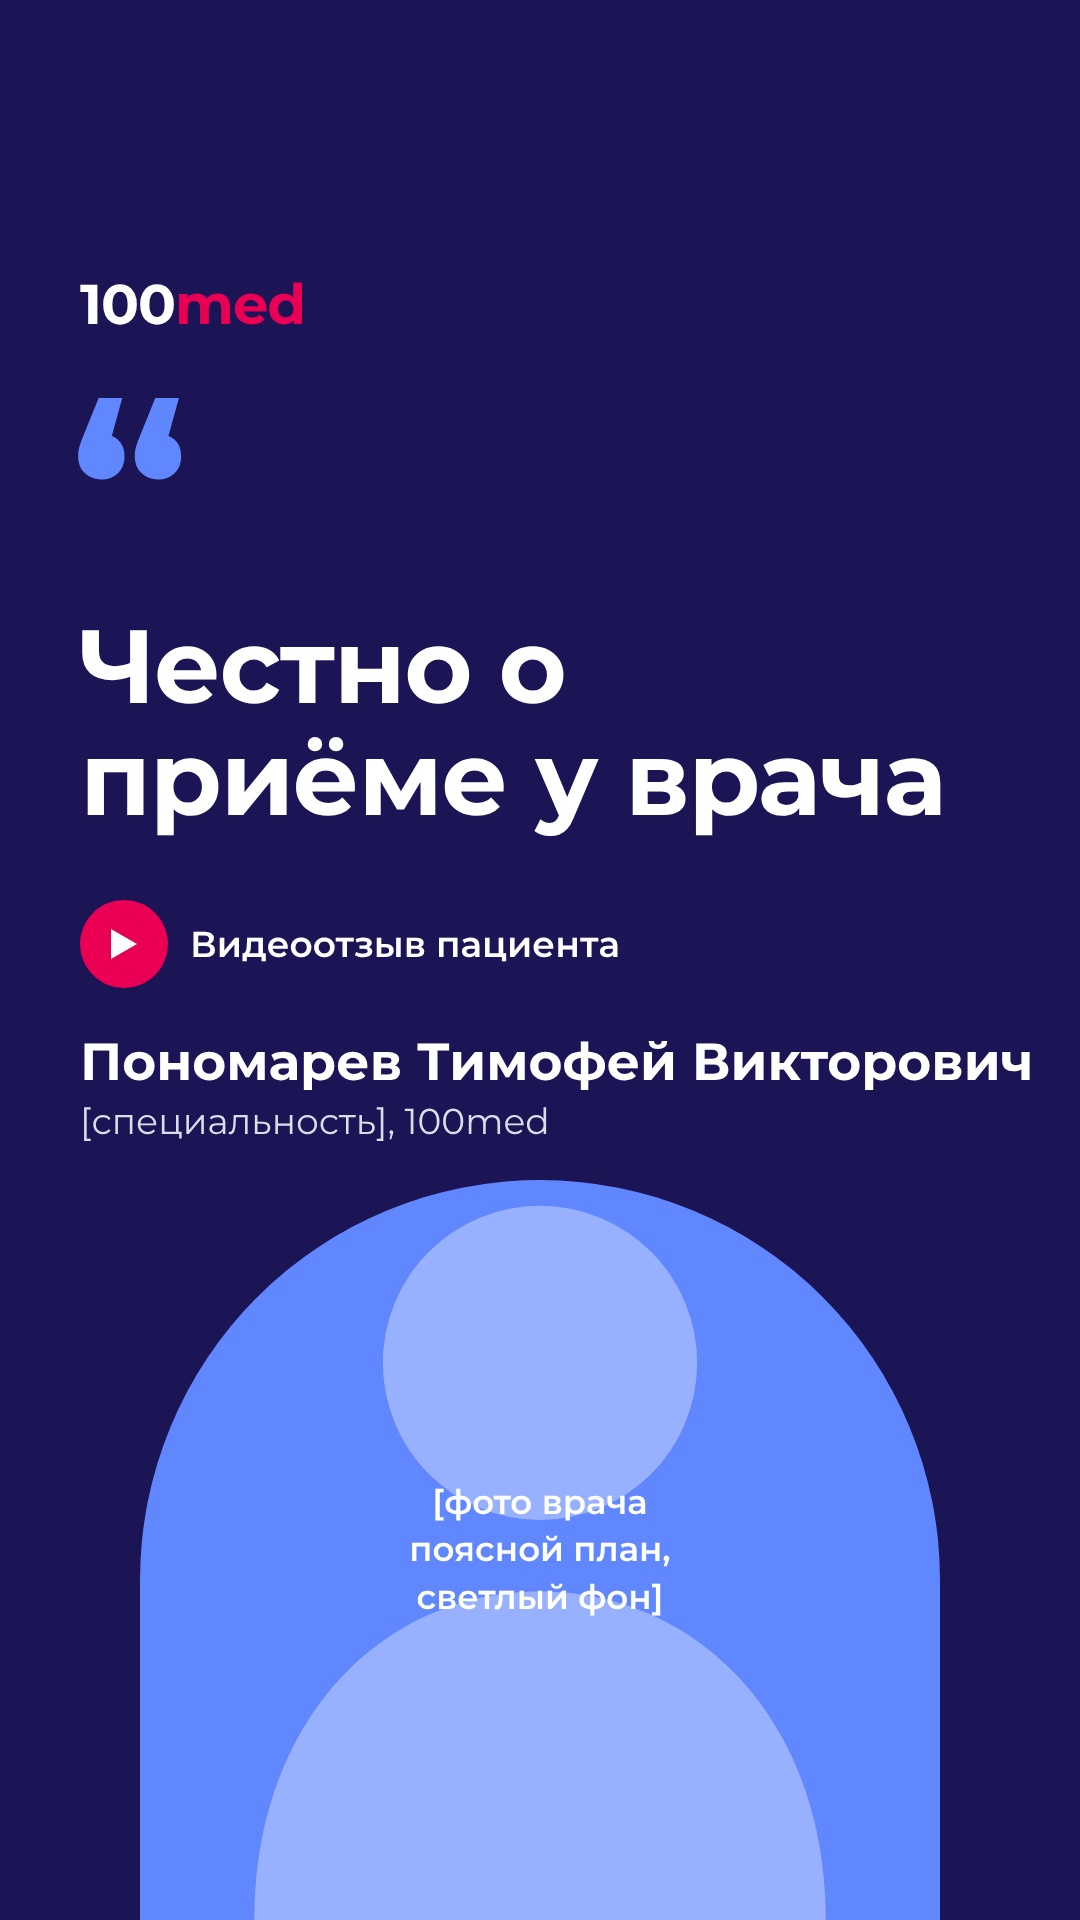 100med
“
Честно о
приёме у врача
Видеоотзыв пациента
Пономарев Тимофей Викторович
[специальность], 100med
[фото врача
поясной план,
светлый фон]